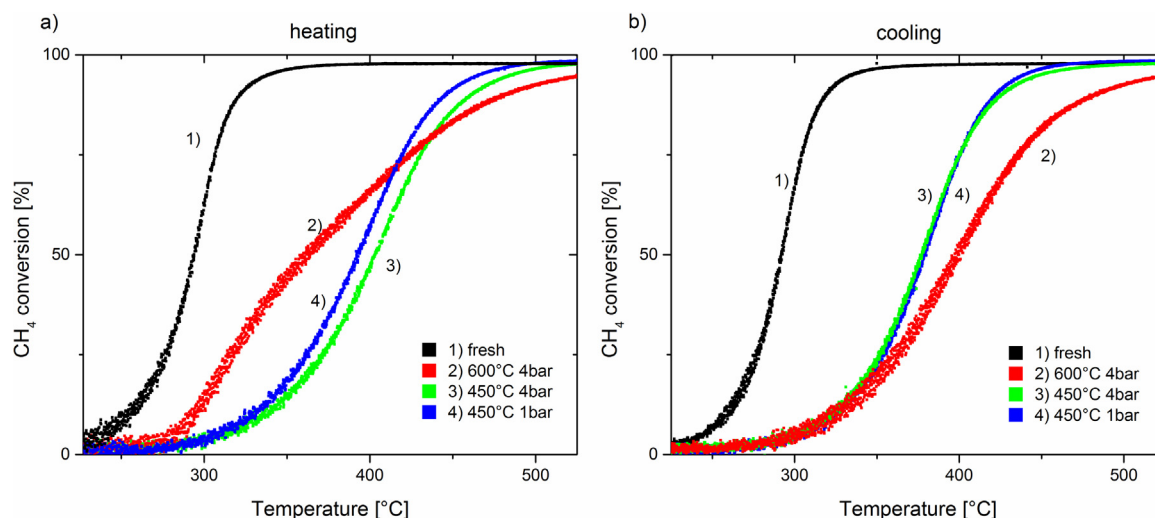 a)
heating
CH4 conversion [%]
100
50
0
300
400
500
Temperature [°C]
1)
2)
3)
4)
1) fresh
2) 600°C 4bar
3) 450°C 4bar
4) 450°C 1bar
b)
cooling
CH4 conversion [%]
100
50
0
300
400
500
Temperature [°C]
1)
2)
3)
4)
1) fresh
2) 600°C 4bar
3) 450°C 4bar
4) 450°C 1bar